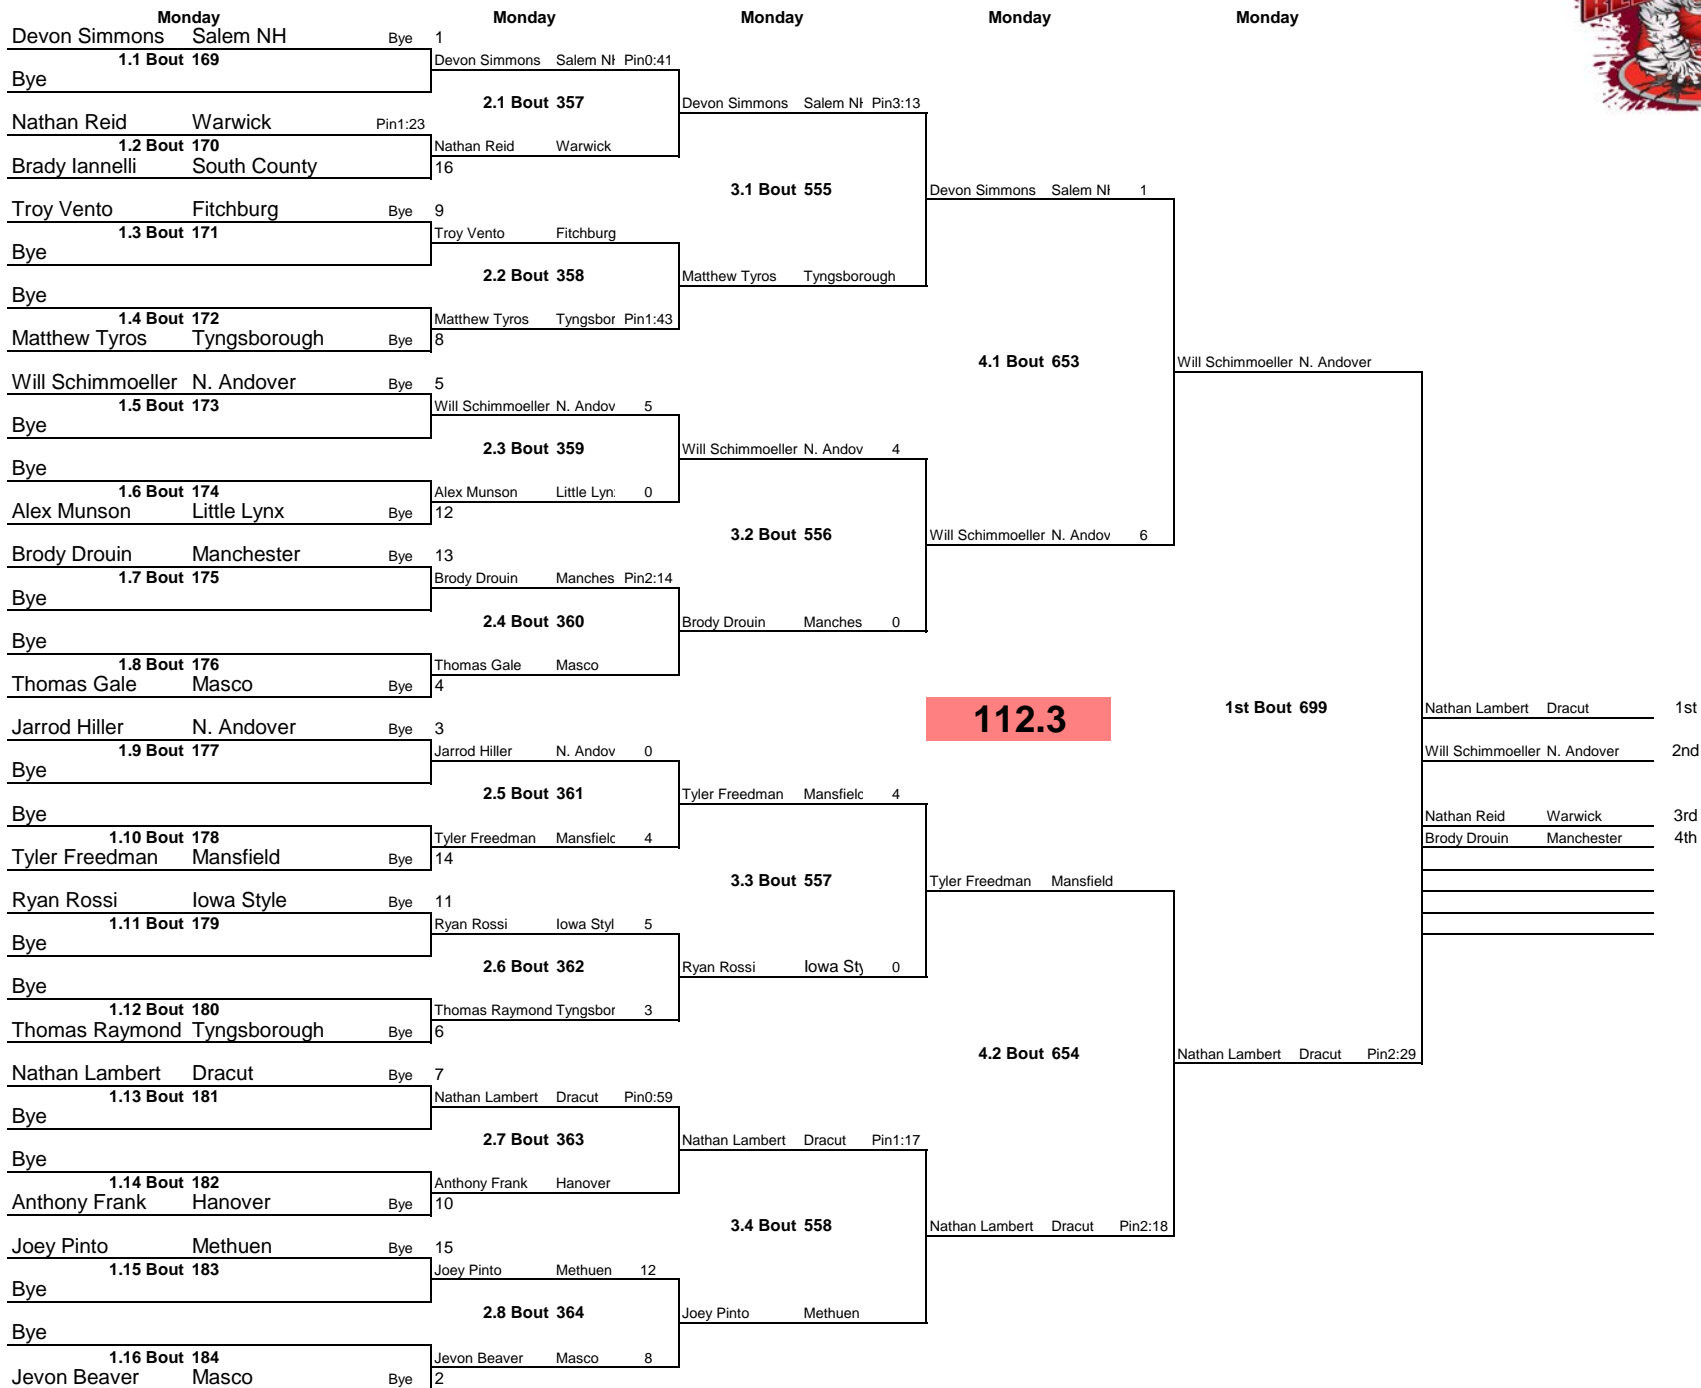 Monday Monday Monday Monday Monday
Devon Simmons Salem NH Bye 1
1.1 Bout 169
Devon Simmons Salem NH Pin0:41
Bye
2.1 Bout 357
Devon Simmons Salem NH Pin3:13
Nathan Reid Warwick Pin1:23
1.2 Bout 170
Nathan Reid Warwick
Brady Iannelli South County 16
3.1 Bout 555
Devon Simmons Salem NH 1
Troy Vento Fitchburg Bye 9
1.3 Bout 171
Troy Vento Fitchburg
Bye
2.2 Bout 358
Matthew Tyros Tyngsborough
Bye
1.4 Bout 172
Matthew Tyros Tyngsbor Pin1:43
Matthew Tyros Tyngsborough Bye 8
4.1 Bout 653
Will Schimmoeller N. Andover
Will Schimmoeller N. Andover Bye 5
1.5 Bout 173
Will Schimmoeller N. Andov 5
Bye
2.3 Bout 359
Will Schimmoeller N. Andov 4
Bye
1.6 Bout 174
Alex Munson Little Lyn 0
Alex Munson Little Lynx Bye 12
3.2 Bout 556
Will Schimmoeller N. Andov 6
Brody Drouin Manchester Bye 13
1.7 Bout 175
Brody Drouin Manches Pin2:14
Bye
2.4 Bout 360
Brody Drouin Manches 0
Bye
1.8 Bout 176
Thomas Gale Masco
Thomas Gale Masco Bye 4
112.3
1st Bout 699
Nathan Lambert Dracut 1st
Jarrod Hiller N. Andover Bye 3
1.9 Bout 177
Jarrod Hiller N. Andov 0
Will Schimmoeller N. Andover 2nd
Bye
2.5 Bout 361
Tyler Freedman Mansfielc 4
Bye
Nathan Reid Warwick 3rd
1.10 Bout 178
Tyler Freedman Mansfielc 4
Brody Drouin Manchester 4th
Tyler Freedman Mansfield Bye 14
3.3 Bout 557
Tyler Freedman Mansfield
Ryan Rossi Iowa Style Bye 11
1.11 Bout 179
Ryan Rossi Iowa Styl 5
Bye
2.6 Bout 362
Ryan Rossi Iowa Sty 0
Bye
1.12 Bout 180
Thomas Raymond Tyngsbor 3
Thomas Raymond Tyngsborough Bye 6
4.2 Bout 654
Nathan Lambert Dracut Pin2:29
Nathan Lambert Dracut Bye 7
1.13 Bout 181
Nathan Lambert Dracut Pin0:59
Bye
2.7 Bout 363
Nathan Lambert Dracut Pin1:17
Bye
1.14 Bout 182
Anthony Frank Hanover
Anthony Frank Hanover Bye 10
3.4 Bout 558
Nathan Lambert Dracut Pin2:18
Joey Pinto Methuen Bye 15
1.15 Bout 183
Joey Pinto Methuen 12
Bye
2.8 Bout 364
Joey Pinto Methuen
Bye
1.16 Bout 184
Jevon Beaver Masco 8
Jevon Beaver Masco Bye 2